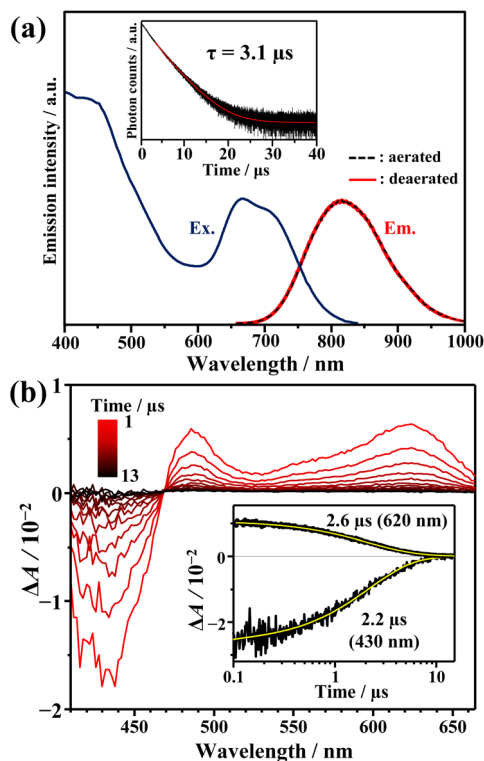 (a)
Emission intensity / a.u.
Photon counts / a.u.
τ = 3.1 μs
0 10 20 30 40
Time / μs
: aerated
: deaerated
Ex.
Em.
400 500 600 700 800 900 1000
Wavelength / nm
(b)
ΔA / 10⁻²
1
0
−1
−2
Time / μs
1
13
ΔA / 10⁻²
0
−2
2.6 μs (620 nm)
2.2 μs
(430 nm)
0.1 1 10
Time / μs
450 500 550 600 650
Wavelength / nm